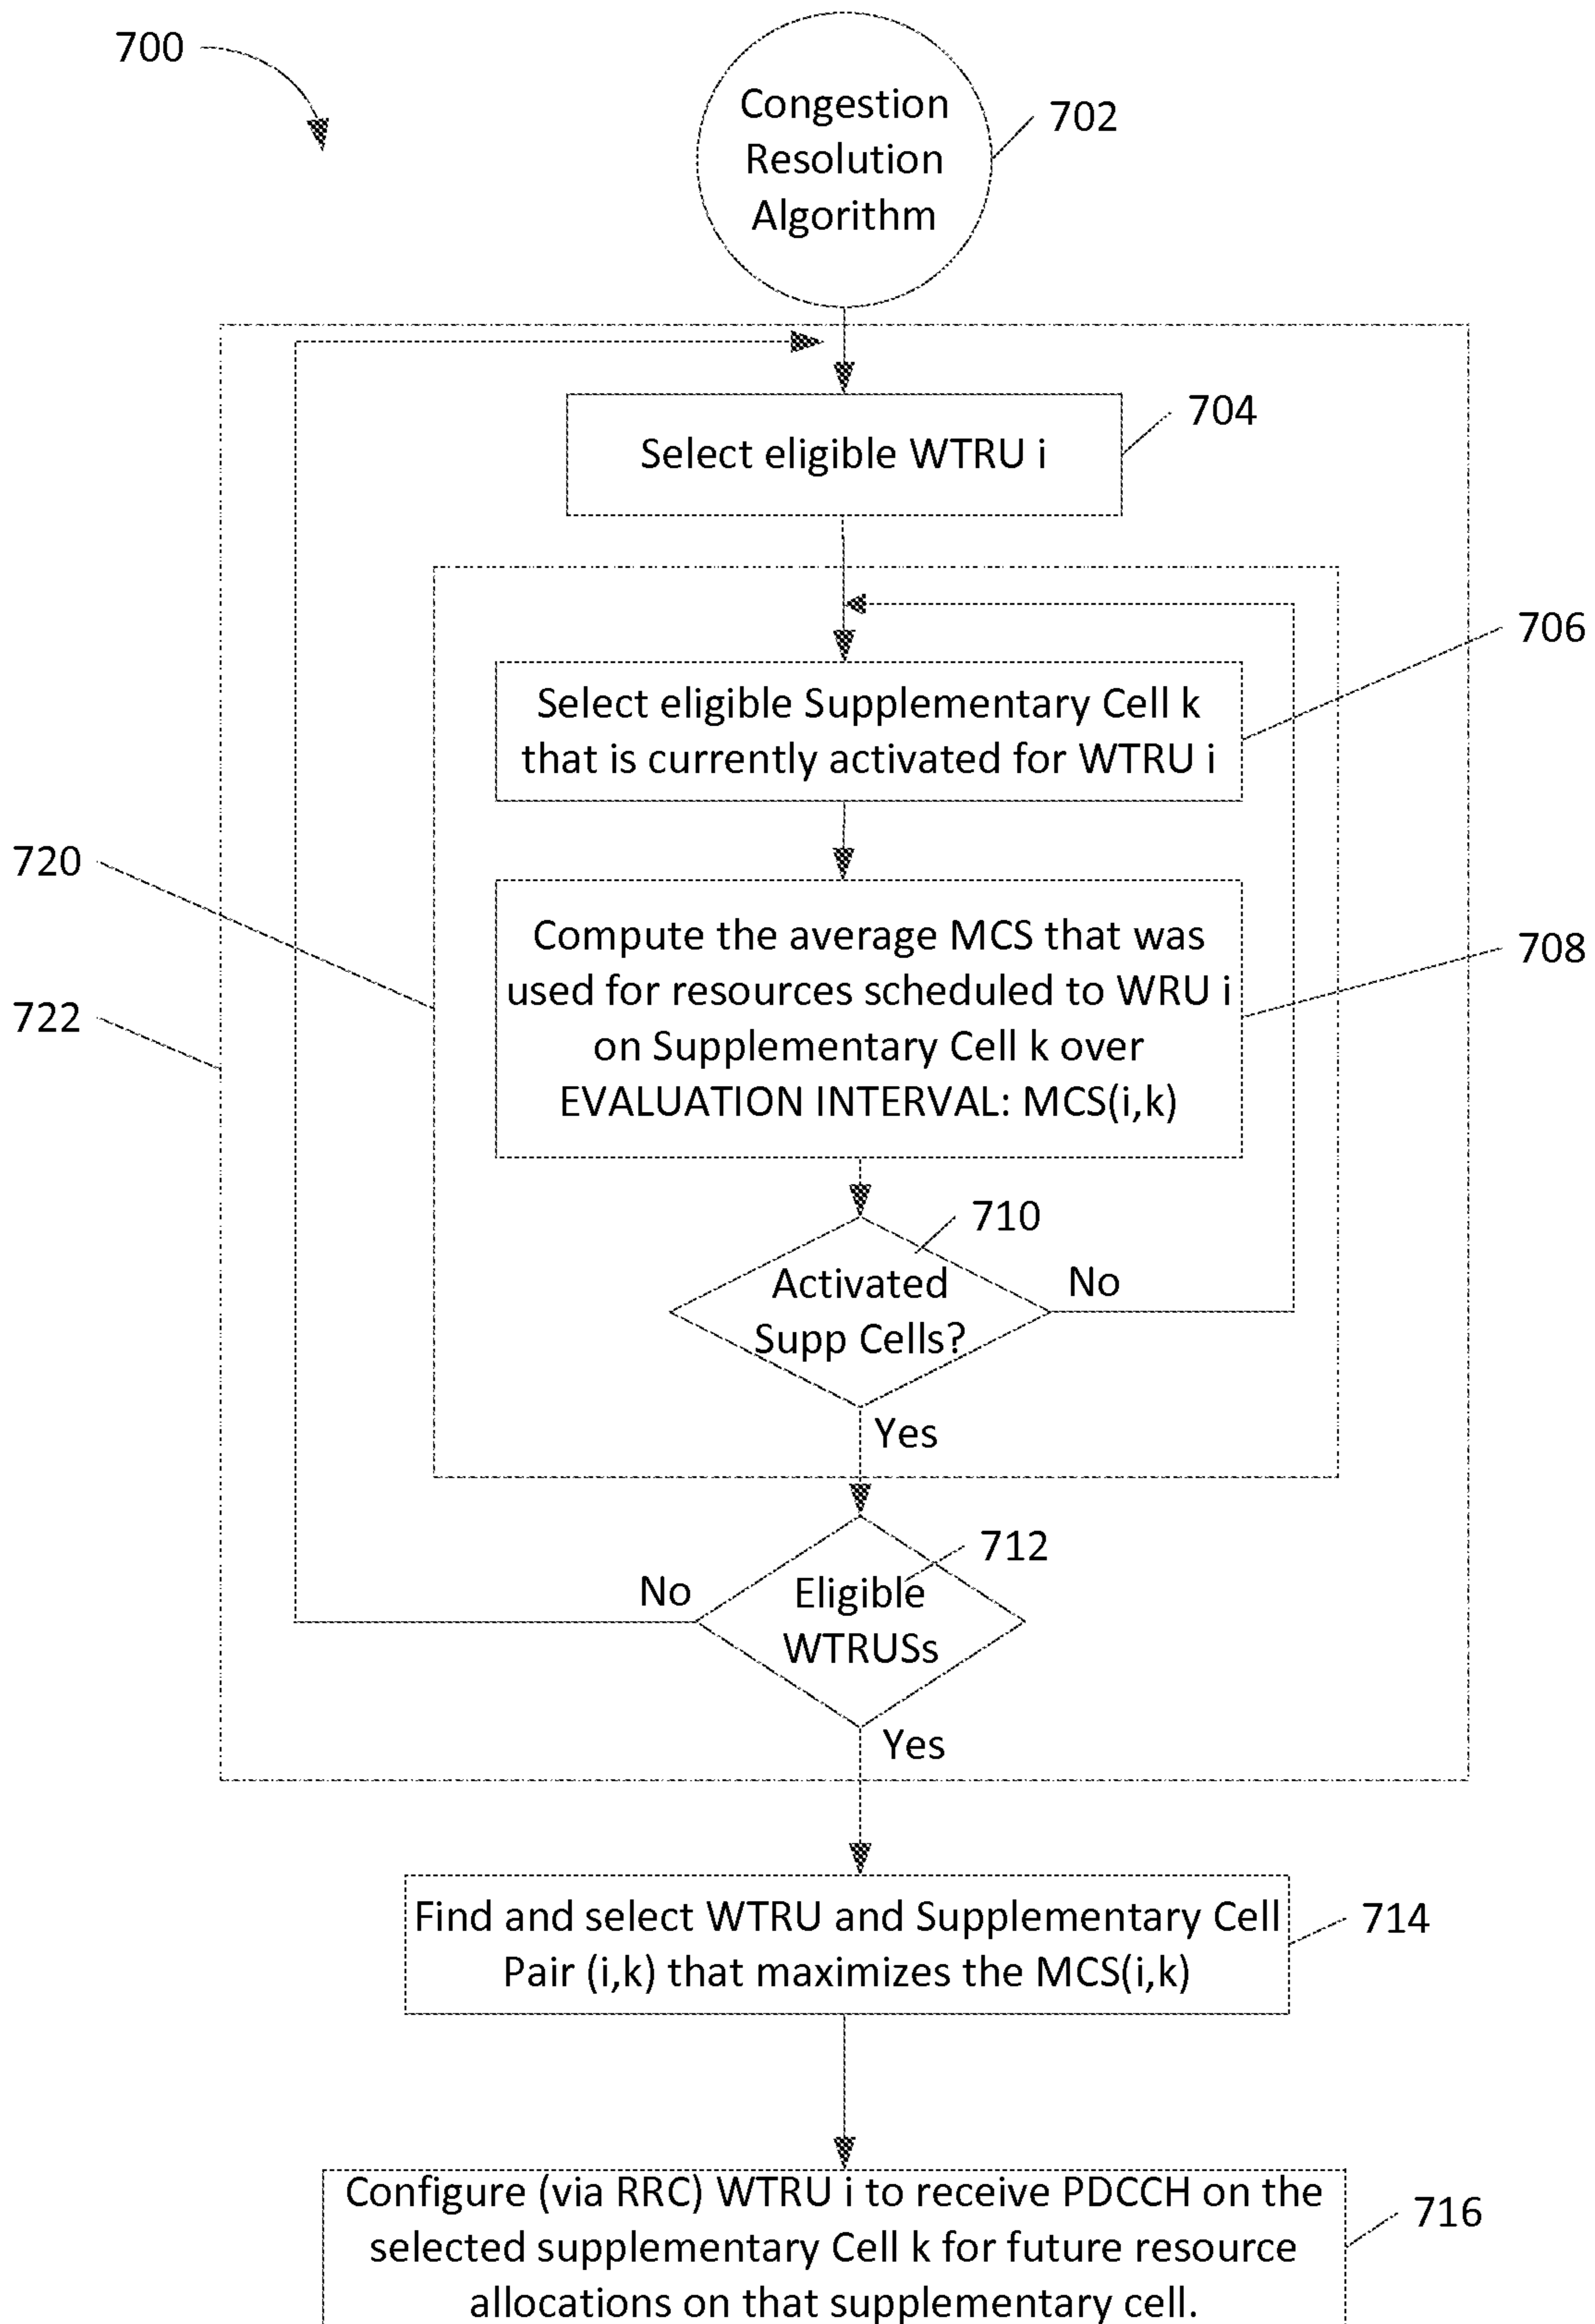 700
Congestion
Resolution
Algorithm
702
Select eligible WTRU i
704
Select eligible Supplementary Cell k
that is currently activated for WTRU i
706
720
Compute the average MCS that was
used for resources scheduled to WRU i
on Supplementary Cell k over
EVALUATION INTERVAL: MCS(i,k)
708
722
710
Activated
Supp Cells?
No
Yes
712
Eligible
WTRUSs
No
Yes
Find and select WTRU and Supplementary Cell
Pair (i,k) that maximizes the MCS(i,k)
714
Configure (via RRC) WTRU i to receive PDCCH on the
selected supplementary Cell k for future resource
allocations on that supplementary cell.
716